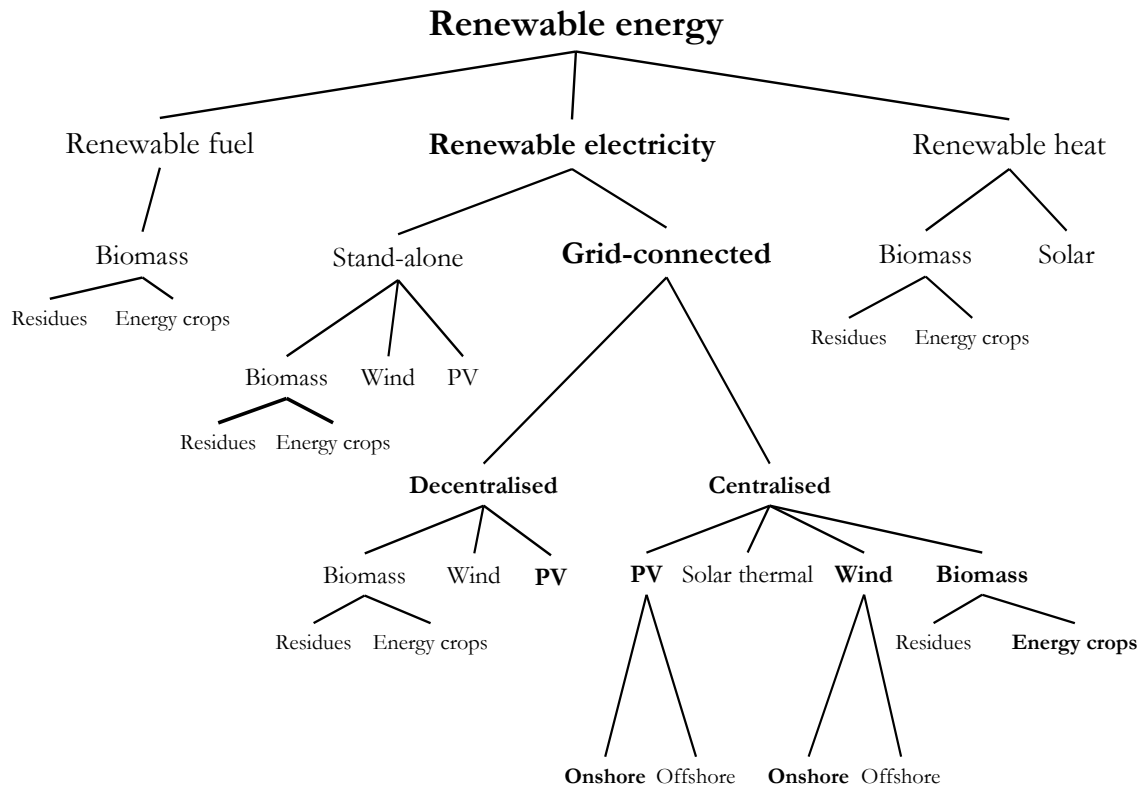 Renewable energy
Renewable fuel
Renewable electricity
Renewable heat
Biomass
Stand-alone
Grid-connected
Biomass
Solar
Residues
Energy crops
Residues
Energy crops
Biomass
Wind
PV
Residues
Energy crops
Decentralised
Centralised
Biomass
Wind
PV
PV
Solar thermal
Wind
Biomass
Residues
Energy crops
Residues
Energy crops
Onshore
Offshore
Onshore
Offshore